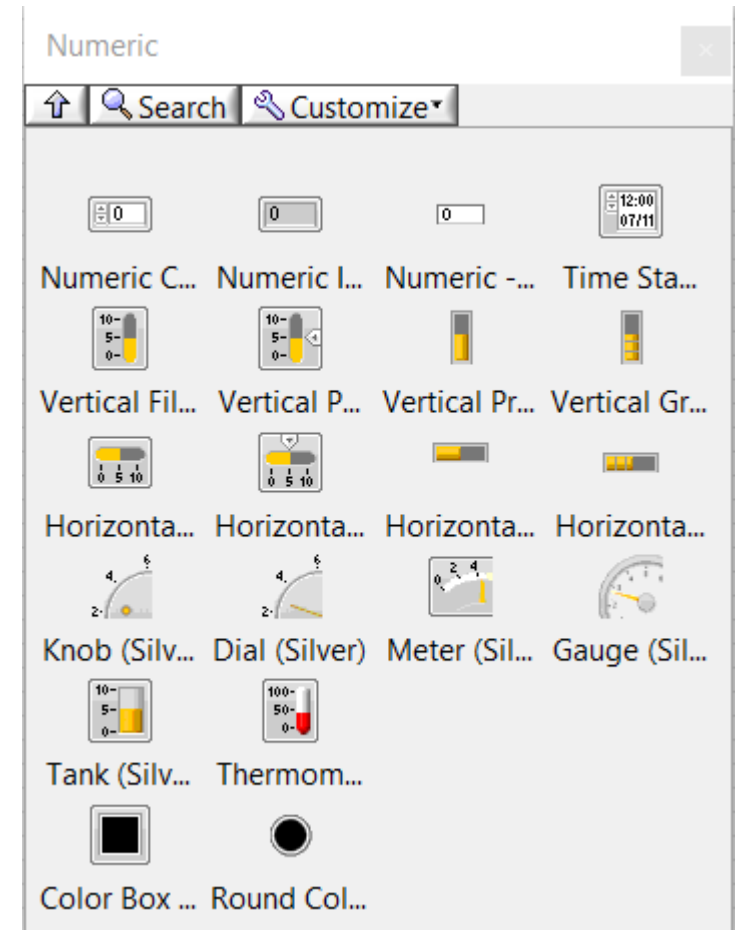 Numeric
Search Customize
0 0 0 12:00
07/11
Numeric C... Numeric I... Numeric -... Time Sta...
10- 10-
5- 5-
0- 0-
Vertical Fil... Vertical P... Vertical Pr... Vertical Gr...
0 5 10 0 5 10
Horizonta... Horizonta... Horizonta... Horizonta...
2 4 6 2 4 6 0 2 4
Knob (Silv... Dial (Silver) Meter (Sil... Gauge (Sil...
10- 100-
5- 50-
0- 0-
Tank (Silv... Thermom...
Color Box ... Round Col...